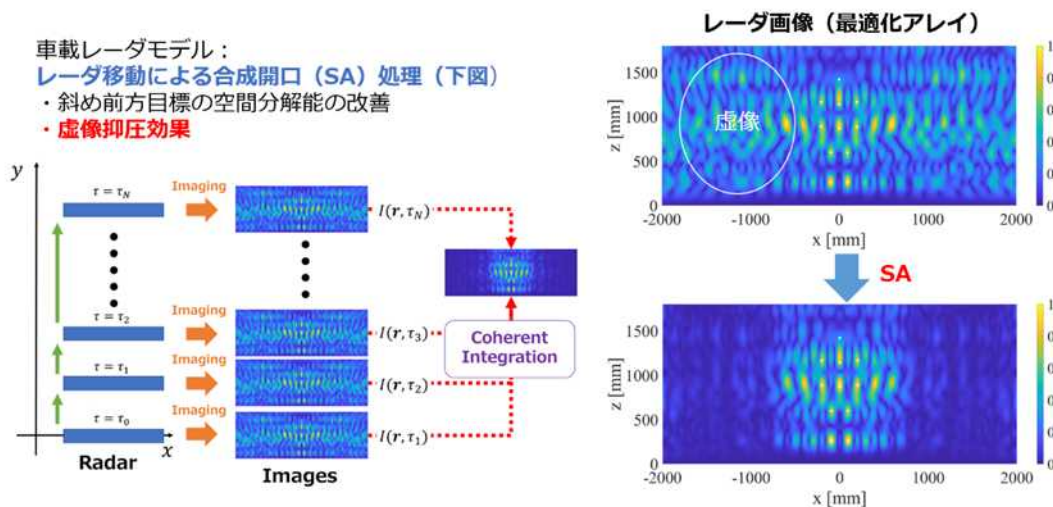 車載レーダモデル：
レーダ移動による合成開口（SA）処理（下図）
・斜め前方目標の空間分解能の改善
・虚像抑圧効果
y
τ = τN
Imaging
I(r, τN)
τ = τ2
Imaging
I(r, τ3)
τ = τ1
Imaging
I(r, τ2)
τ = τ0
Imaging
I(r, τ1)
x
Radar
Images
Coherent
Integration
レーダ画像（最適化アレイ）
虚像
z [mm]
1500
1000
500
0
-2000 -1000 0 1000 2000
x [mm]
SA
z [mm]
1500
1000
500
0
-2000 -1000 0 1000 2000
x [mm]